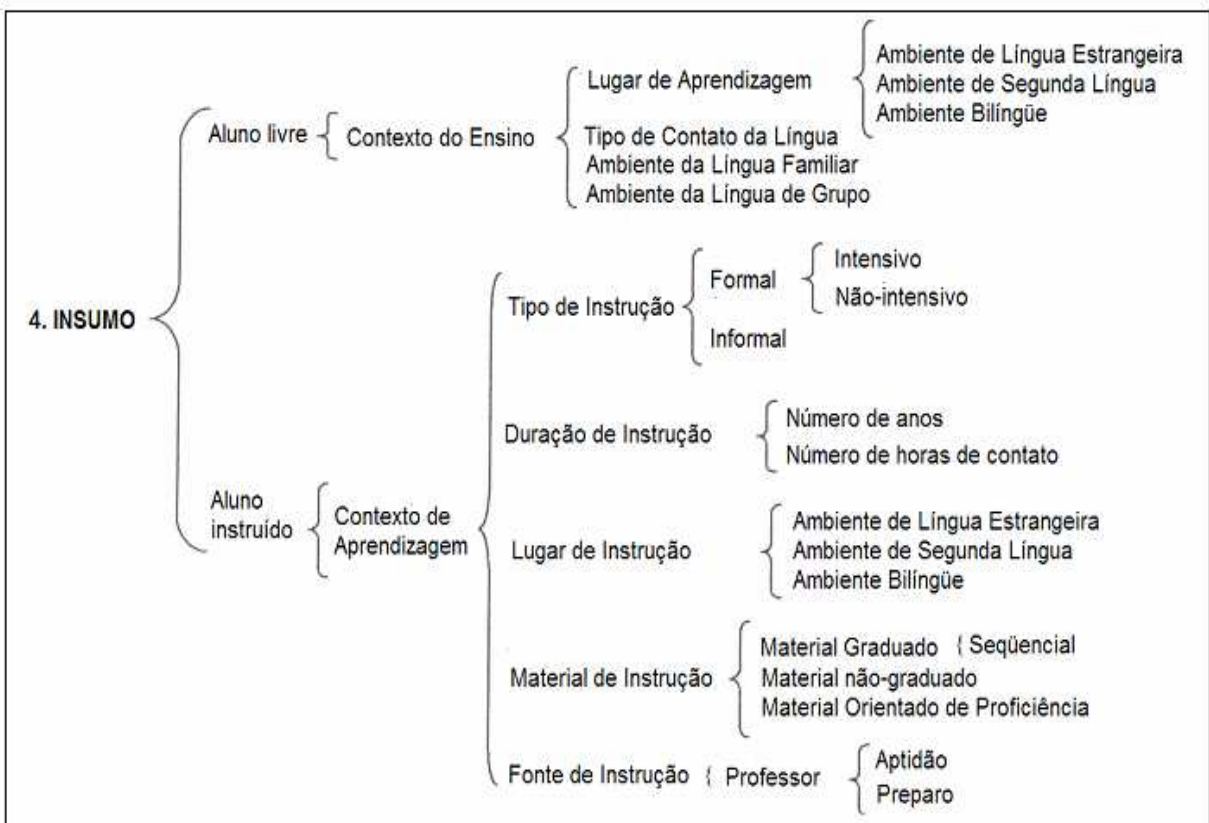 4. INSUMO
Aluno livre
Contexto do Ensino
Lugar de Aprendizagem
Ambiente de Língua Estrangeira
Ambiente de Segunda Língua
Ambiente Bilíngüe
Tipo de Contato da Língua
Ambiente da Língua Familiar
Ambiente da Língua de Grupo
Aluno
instruído
Contexto de
Aprendizagem
Tipo de Instrução
Formal
Intensivo
Não-intensivo
Informal
Duração de Instrução
Número de anos
Número de horas de contato
Lugar de Instrução
Ambiente de Língua Estrangeira
Ambiente de Segunda Língua
Ambiente Bilíngüe
Material de Instrução
Material Graduado
Seqüencial
Material não-graduado
Material Orientado de Proficiência
Fonte de Instrução
Professor
Aptidão
Preparo